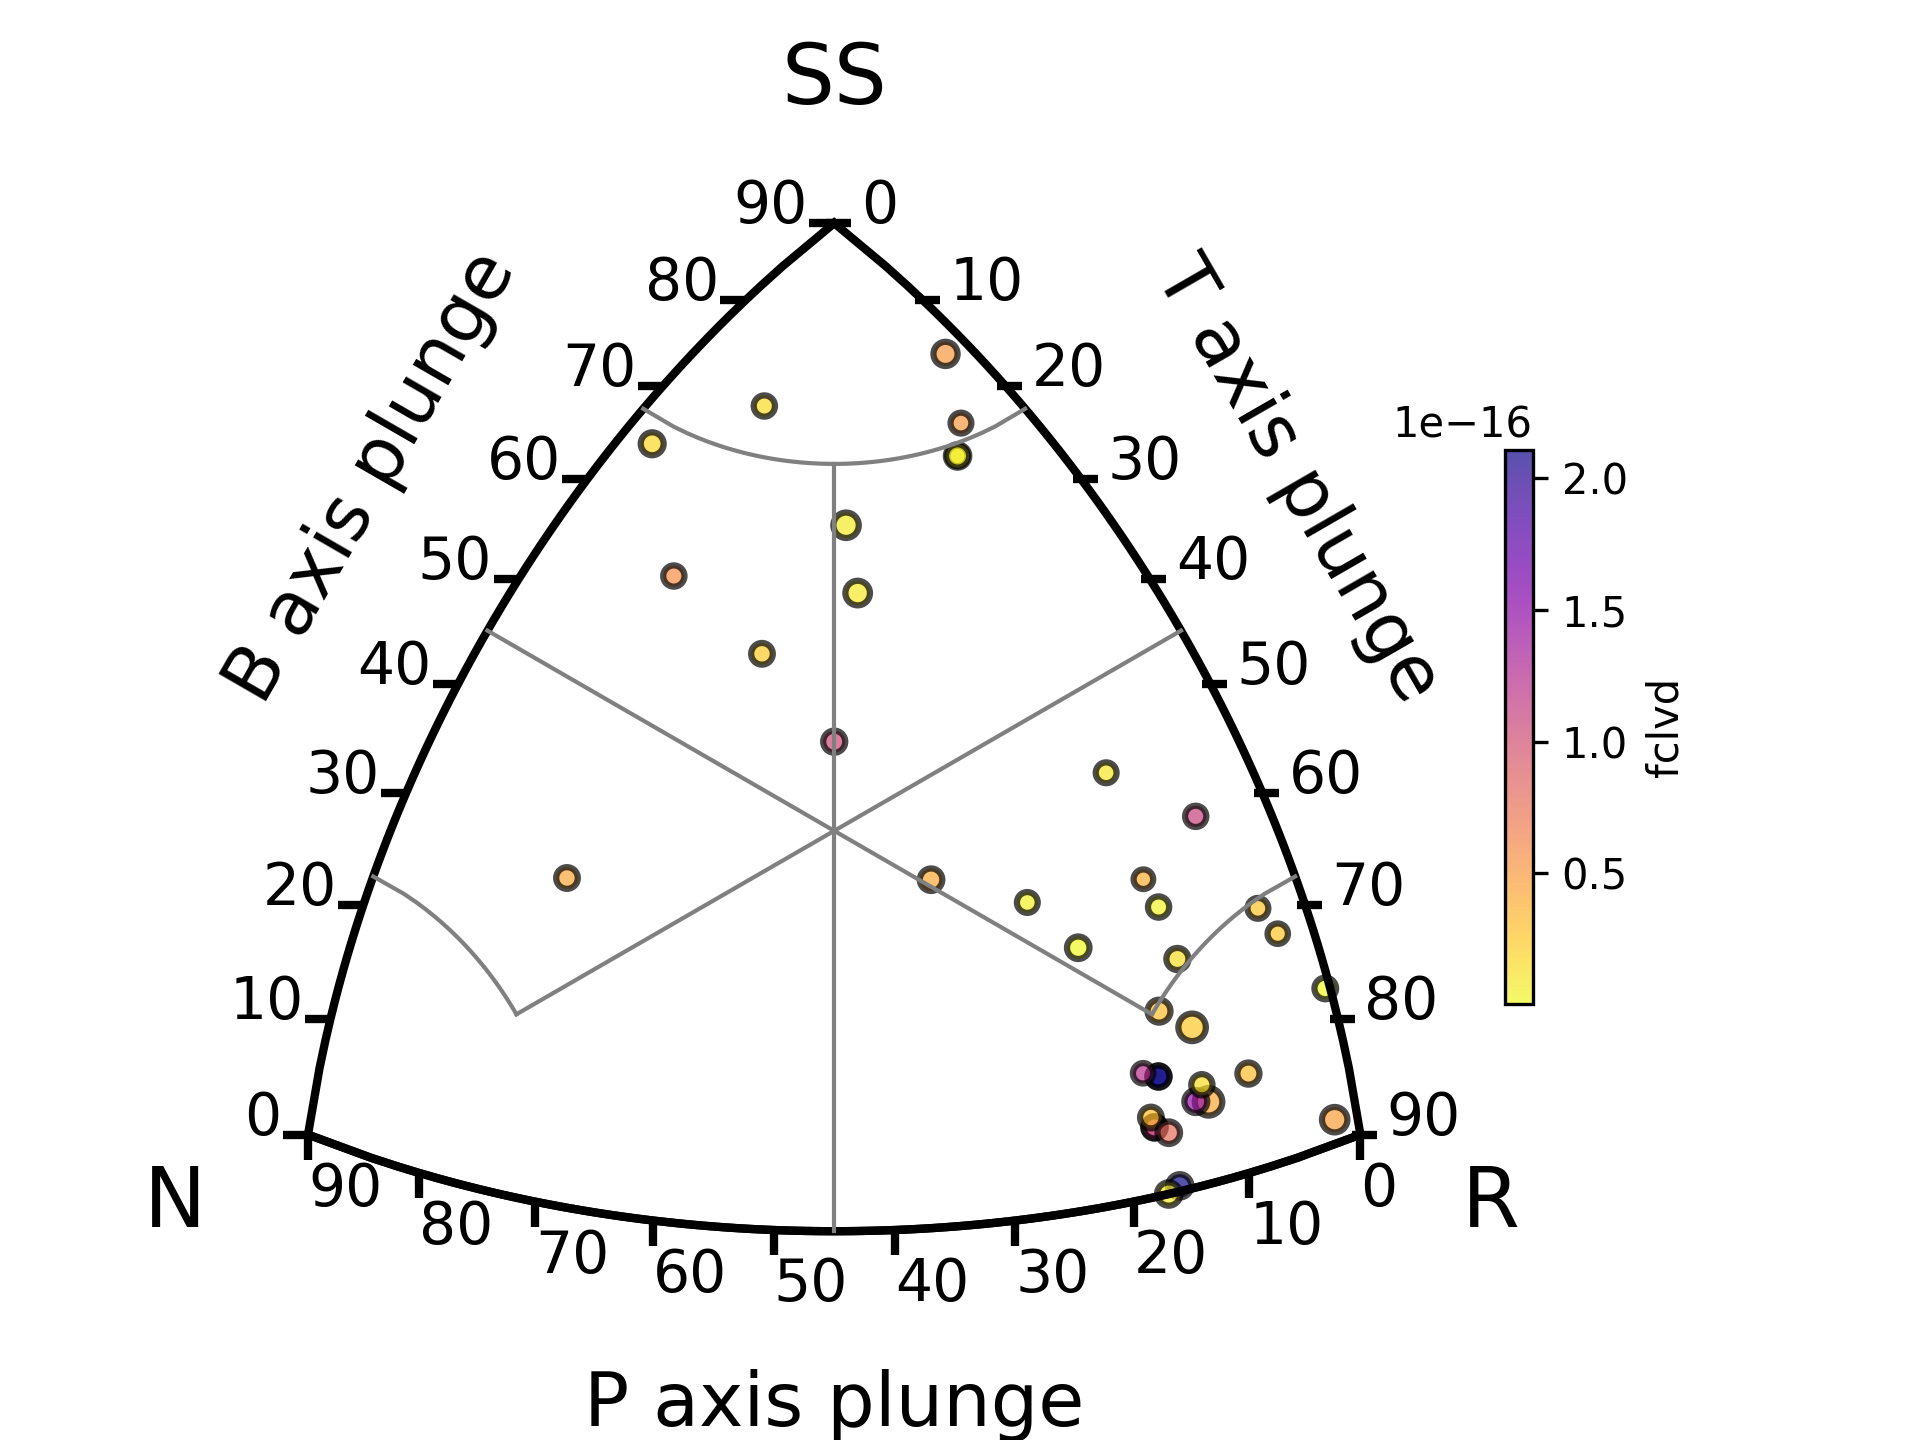 SS
90 0
80 10
70 20
60 30
50 40
40 50
30 60
20 70
10 80
0 90
B axis plunge
T axis plunge
1e−16
2.0
1.5
1.0
0.5
fclvd
N R
90 80 70 60 50 40 30 20 10 0
P axis plunge